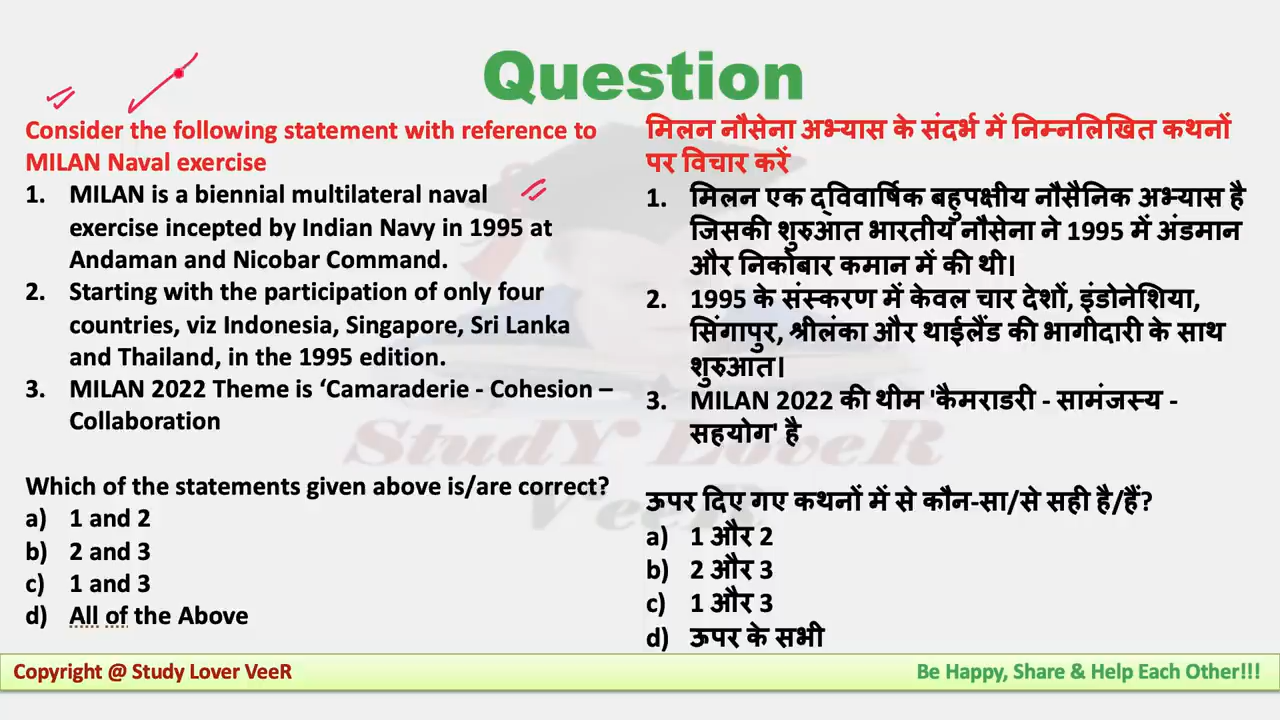 Question
Consider the following statement with reference to
MILAN Naval exercise
1. MILAN is a biennial multilateral naval
exercise incepted by Indian Navy in 1995 at
Andaman and Nicobar Command.
2. Starting with the participation of only four
countries, viz Indonesia, Singapore, Sri Lanka
and Thailand, in the 1995 edition.
3. MILAN 2022 Theme is ‘Camaraderie - Cohesion –
Collaboration
Which of the statements given above is/are correct?
a) 1 and 2
b) 2 and 3
c) 1 and 3
d) All of the Above
मिलन नौसेना अभ्यास के संदर्भ में निम्नलिखित कथनों
पर विचार करें
1. मिलन एक द्विवार्षिक बहुपक्षीय नौसैनिक अभ्यास है
जिसकी शुरुआत भारतीय नौसेना ने 1995 में अंडमान
और निकोबार कमान में की थी।
2. 1995 के संस्करण में केवल चार देशों, इंडोनेशिया,
सिंगापुर, श्रीलंका और थाईलैंड की भागीदारी के साथ
शुरुआत।
3. MILAN 2022 की थीम 'कैमराडरी - सामंजस्य -
सहयोग' है
ऊपर दिए गए कथनों में से कौन-सा/से सही है/हैं?
a) 1 और 2
b) 2 और 3
c) 1 और 3
d) ऊपर के सभी
StudY LoveR
VeeR
Copyright @ Study Lover VeeR
Be Happy, Share & Help Each Other!!!